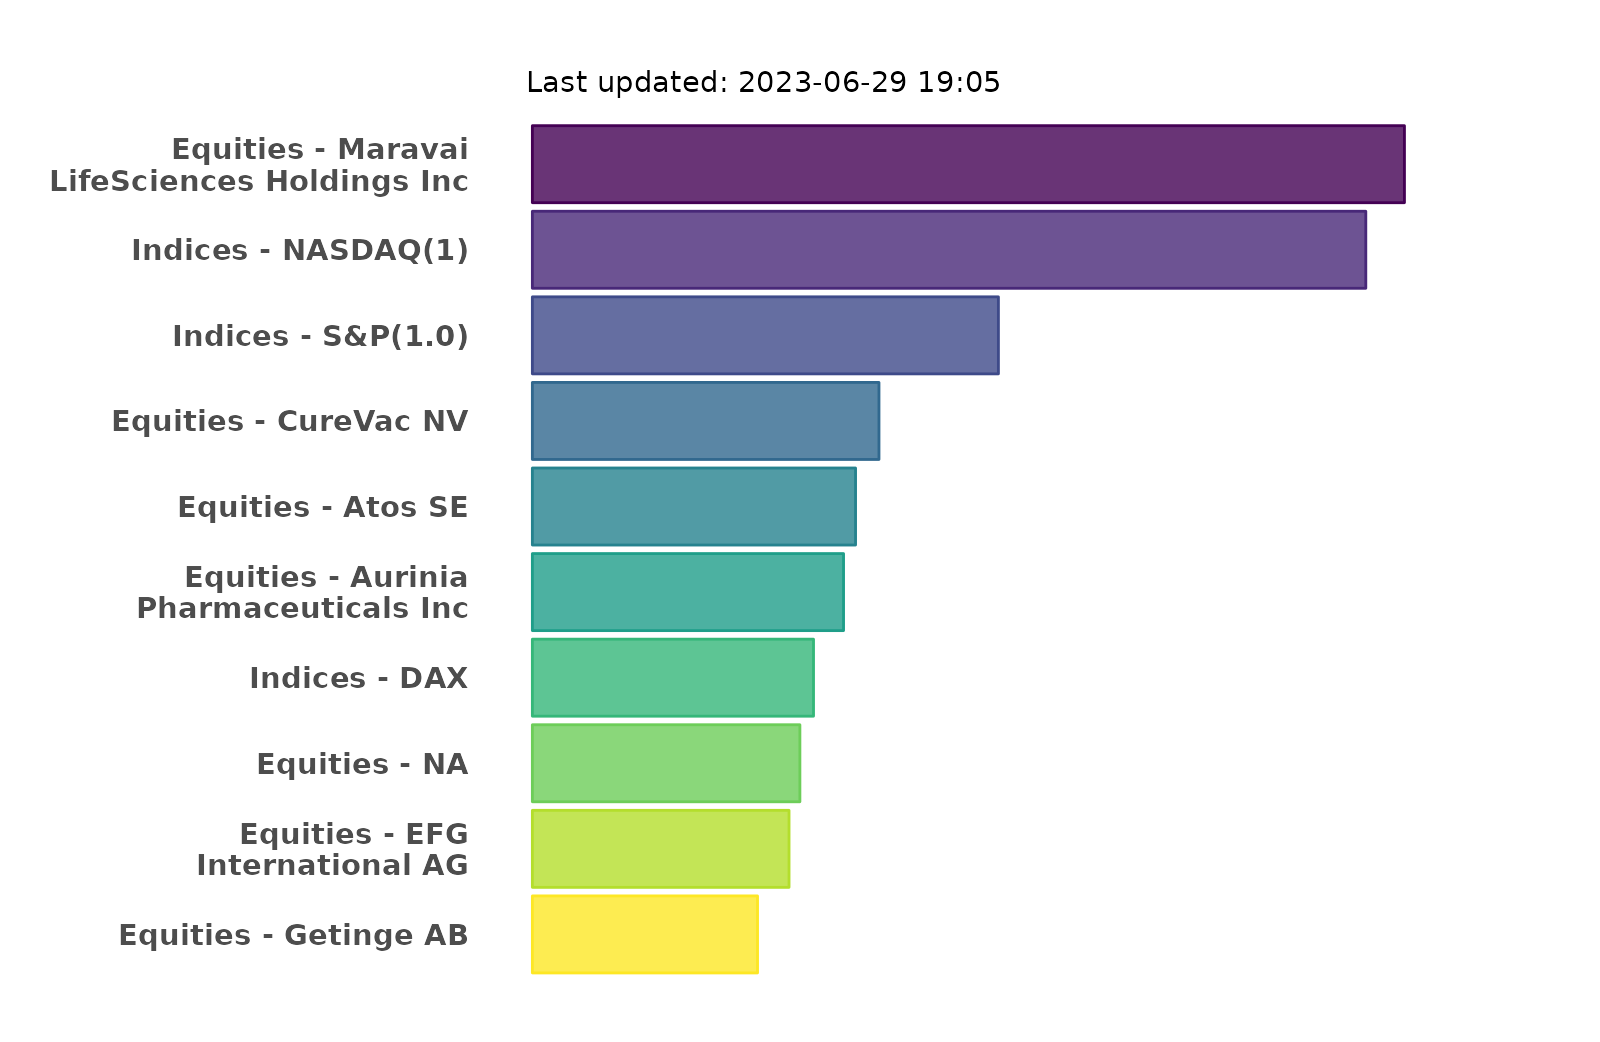 Last updated: 2023-06-29 19:05
Equities - Maravai
LifeSciences Holdings Inc
Indices - NASDAQ(1)
Indices - S&P(1.0)
Equities - CureVac NV
Equities - Atos SE
Equities - Aurinia
Pharmaceuticals Inc
Indices - DAX
Equities - NA
Equities - EFG
International AG
Equities - Getinge AB